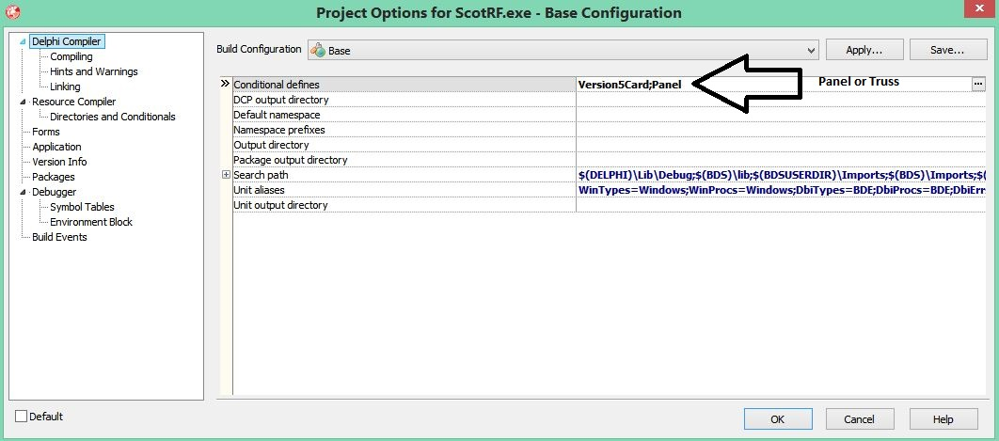 Project Options for ScotRF.exe - Base Configuration
Delphi Compiler
Compiling
Hints and Warnings
Linking
Resource Compiler
Directories and Conditionals
Forms
Application
Version Info
Packages
Debugger
Symbol Tables
Environment Block
Build Events
Default
Build Configuration Base Apply... Save...
Conditional defines Version5Card;Panel Panel or Truss ...
DCP output directory
Default namespace
Namespace prefixes
Output directory
Package output directory
Search path $(DELPHI)\Lib\Debug;$(BDS)\lib;$(BDSUSERDIR)\Imports;$(BDS)\Imports;$(
Unit aliases WinTypes=Windows;WinProcs=Windows;DbiTypes=BDE;DbiProcs=BDE;DbiErrs
Unit output directory
OK Cancel Help